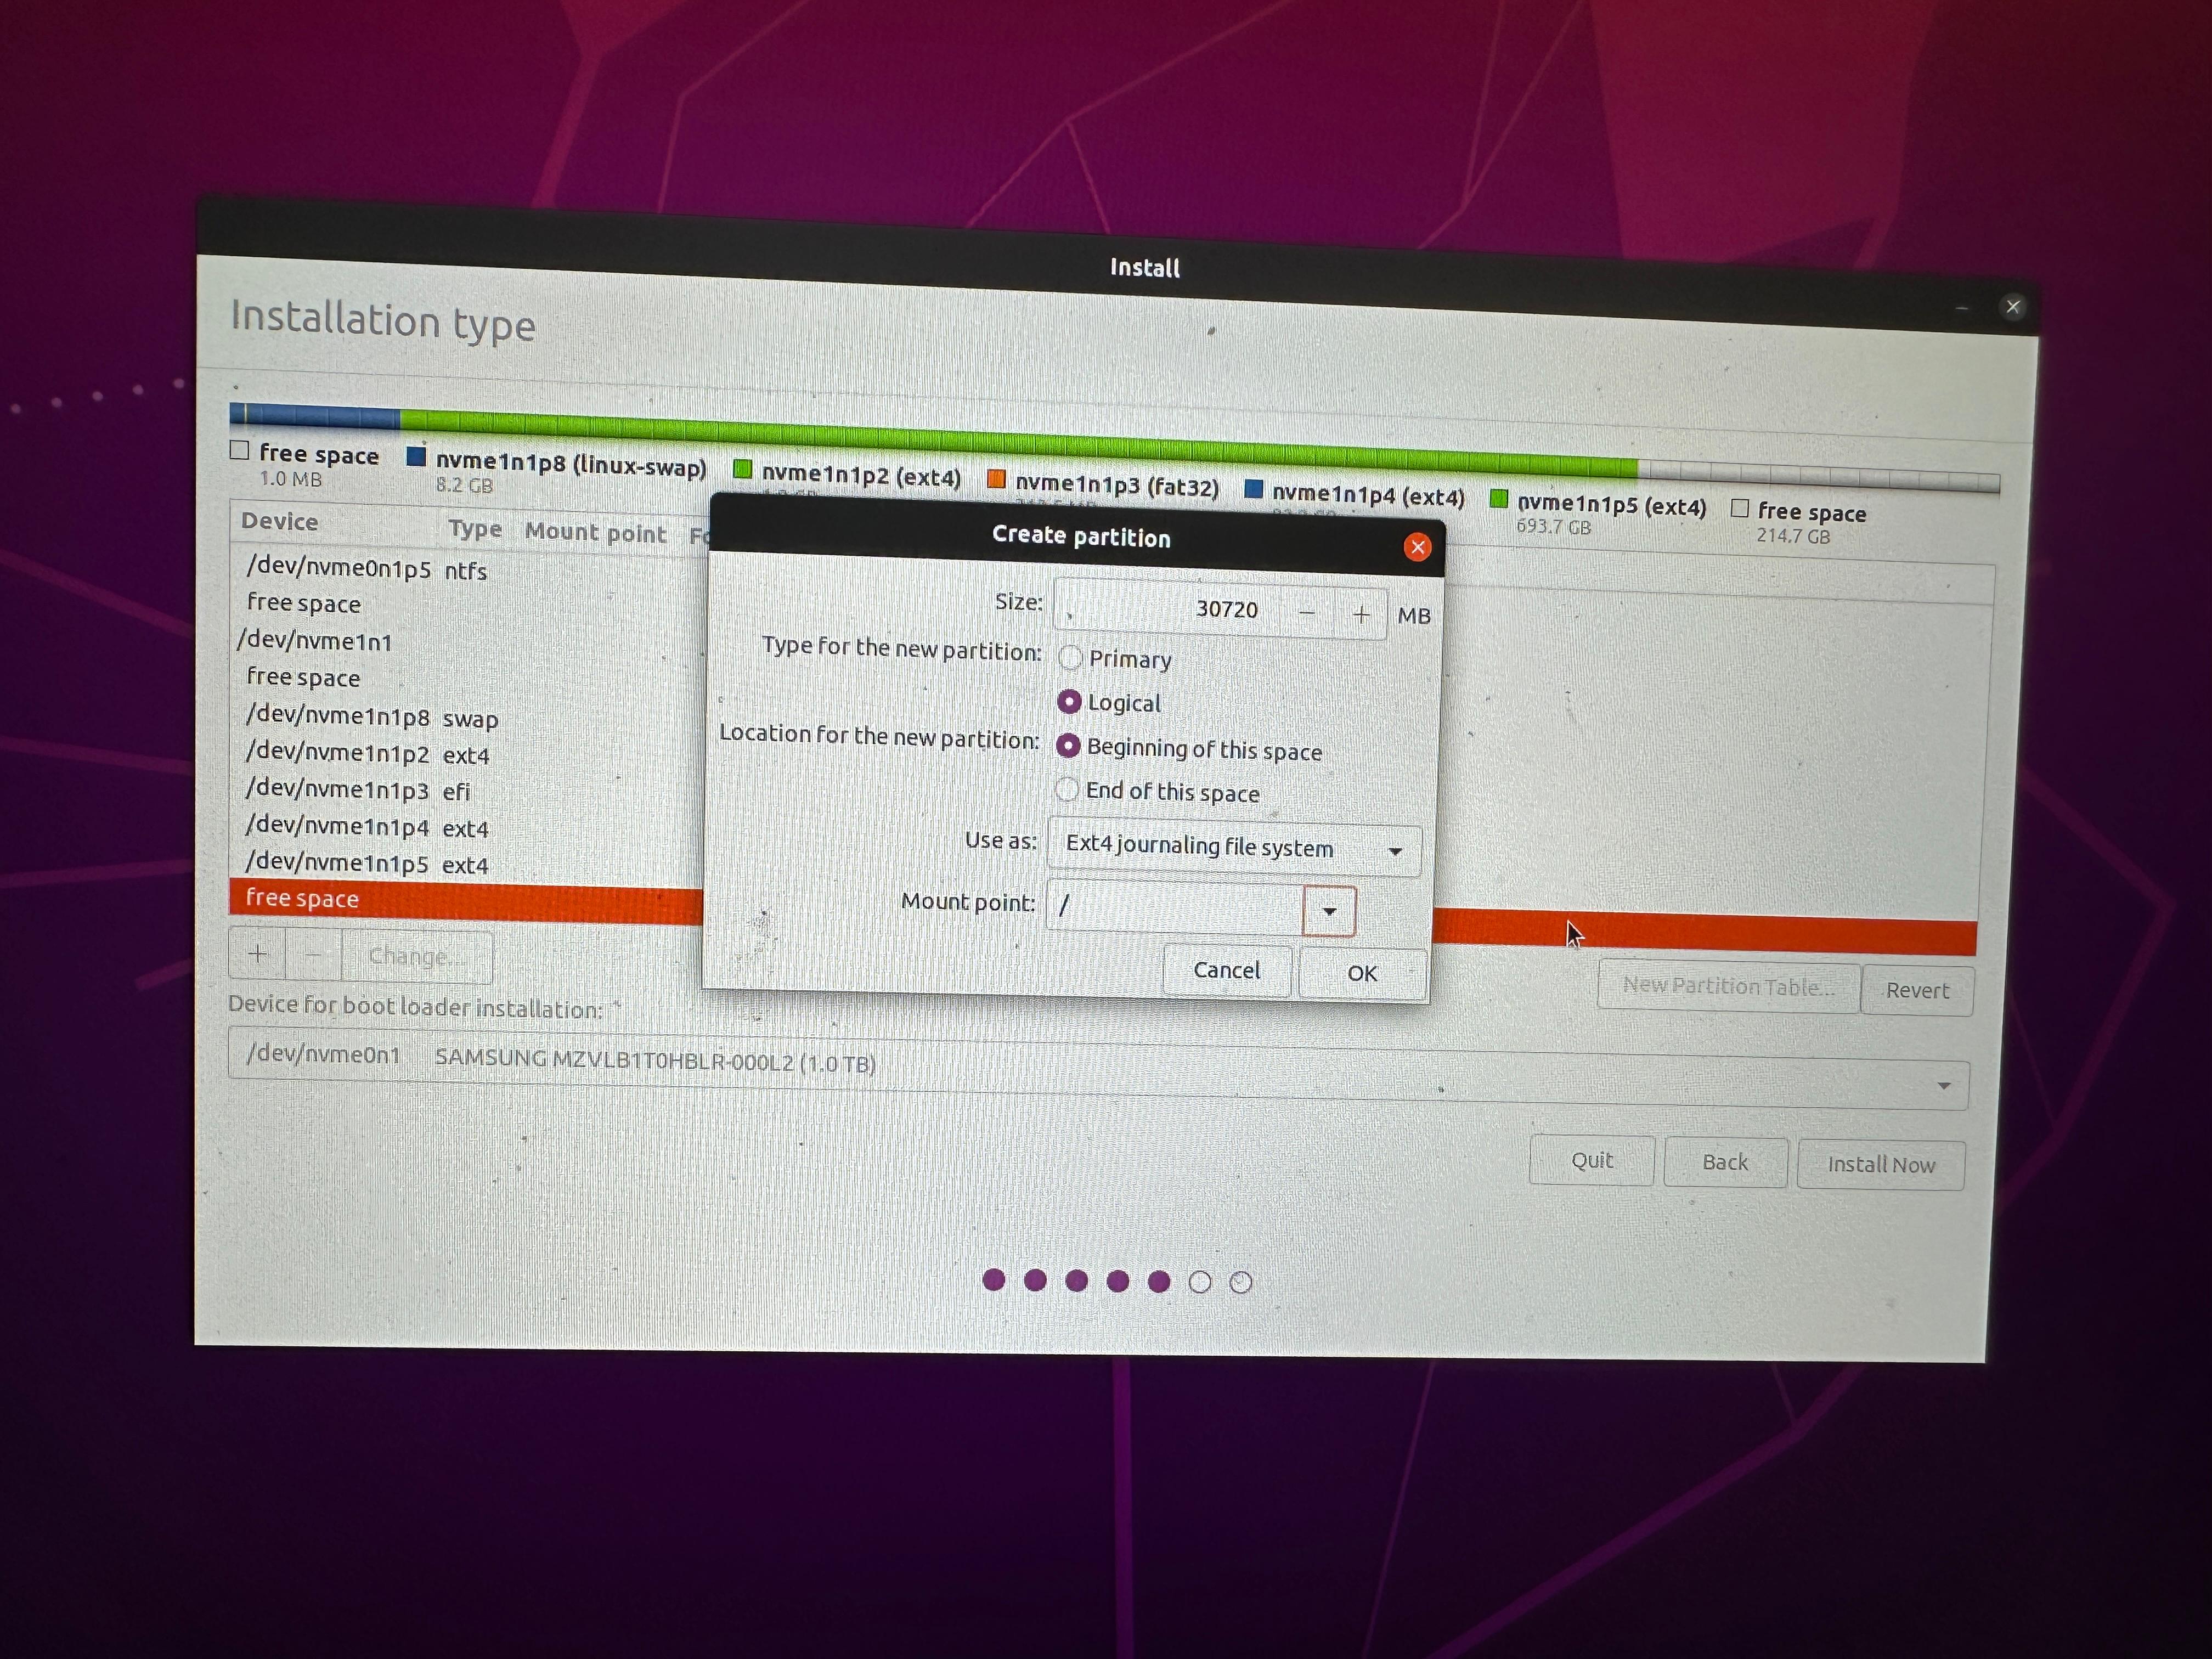 Install
Installation type
free space
1.0 MB
nvme1n1p8 (linux-swap)
8.2 GB
nvme1n1p2 (ext4)
nvme1n1p3 (fat32)
nvme1n1p4 (ext4)
nvme1n1p5 (ext4)
693.7 GB
free space
214.7 GB
Device Type Mount point
/dev/nvme0n1p5 ntfs
free space
/dev/nvme1n1
free space
/dev/nvme1n1p8 swap
/dev/nvme1n1p2 ext4
/dev/nvme1n1p3 efi
/dev/nvme1n1p4 ext4
/dev/nvme1n1p5 ext4
free space
+ − Change...
New Partition Table... Revert
Create partition
Size: 30720 − + MB
Type for the new partition: Primary
Logical
Location for the new partition: Beginning of this space
End of this space
Use as: Ext4 journaling file system
Mount point: /
Cancel OK
Device for boot loader installation:
/dev/nvme0n1 SAMSUNG MZVLB1T0HBLR-000L2 (1.0 TB)
Quit Back Install Now